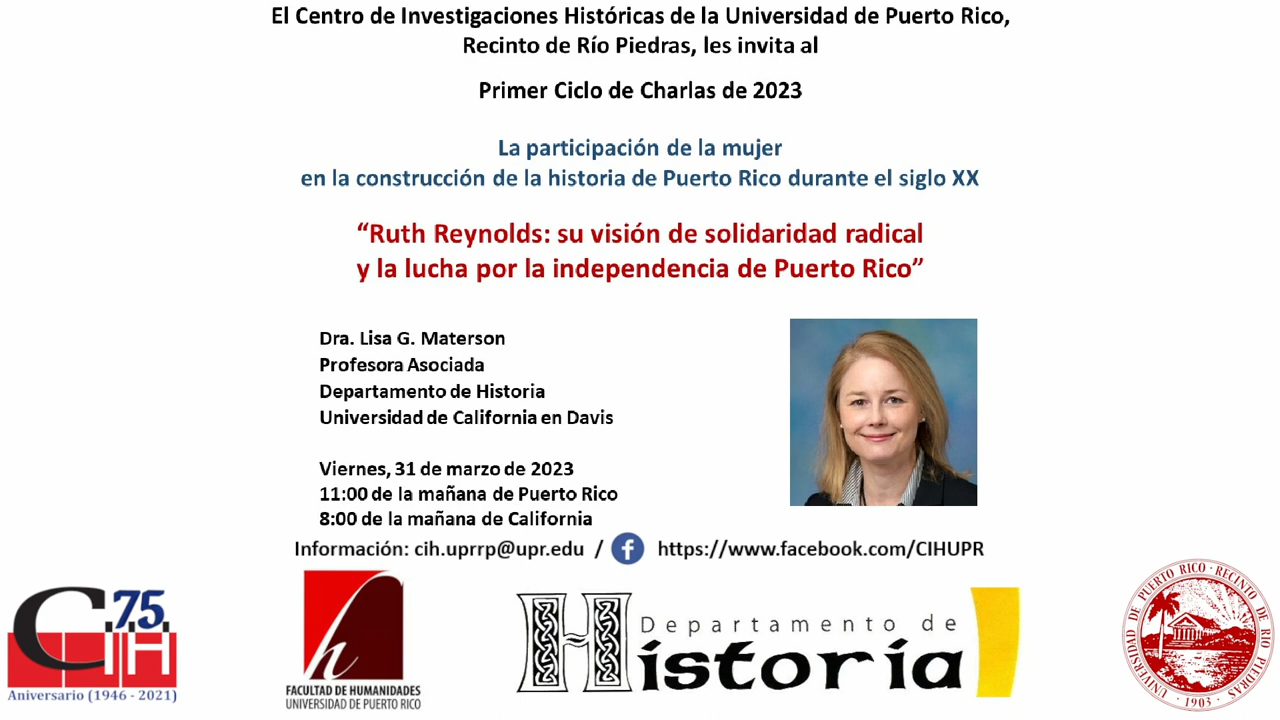 El Centro de Investigaciones Históricas de la Universidad de Puerto Rico,
Recinto de Río Piedras, les invita al
Primer Ciclo de Charlas de 2023
La participación de la mujer
en la construcción de la historia de Puerto Rico durante el siglo XX
“Ruth Reynolds: su visión de solidaridad radical
y la lucha por la independencia de Puerto Rico”
Dra. Lisa G. Materson
Profesora Asociada
Departamento de Historia
Universidad de California en Davis
Viernes, 31 de marzo de 2023
11:00 de la mañana de Puerto Rico
8:00 de la mañana de California
Información: cih.uprrp@upr.edu / f https://www.facebook.com/CIHUPR
CIH 75
Aniversario (1946 - 2021)
h
FACULTAD DE HUMANIDADES
UNIVERSIDAD DE PUERTO RICO
Departamento de
Historia
UNIVERSIDAD DE PUERTO RICO · RECINTO DE RÍO PIEDRAS
· 1903 ·